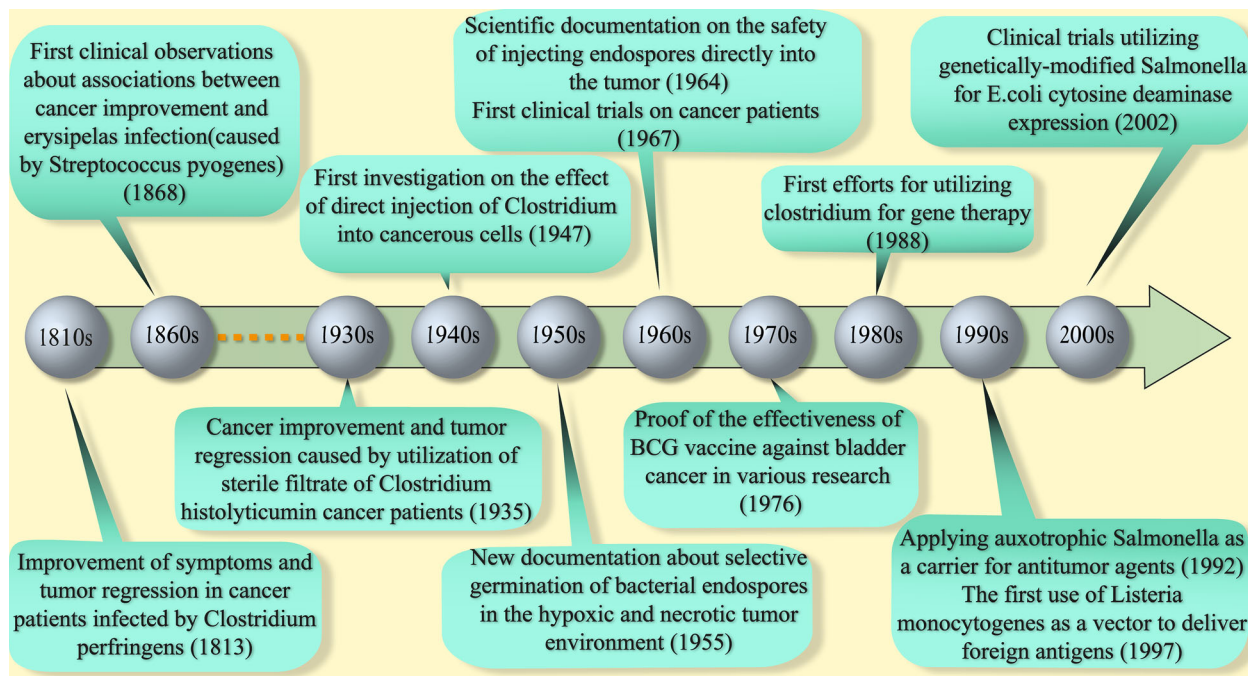 First clinical observations
about associations between
cancer improvement and
erysipelas infection(caused
by Streptococcus pyogenes)
(1868)
First investigation on the effect
of direct injection of Clostridium
into cancerous cells (1947)
Scientific documentation on the safety
of injecting endospores directly into
the tumor (1964)
First clinical trials on cancer patients
(1967)
First efforts for utilizing
clostridium for gene therapy
(1988)
Clinical trials utilizing
genetically-modified Salmonella
for E.coli cytosine deaminase
expression (2002)
1810s
1860s
1930s
1940s
1950s
1960s
1970s
1980s
1990s
2000s
Improvement of symptoms and
tumor regression in cancer
patients infected by Clostridium
perfringens (1813)
Cancer improvement and tumor
regression caused by utilization of
sterile filtrate of Clostridium
histolyticumin cancer patients (1935)
New documentation about selective
germination of bacterial endospores
in the hypoxic and necrotic tumor
environment (1955)
Proof of the effectiveness of
BCG vaccine against bladder
cancer in various research
(1976)
Applying auxotrophic Salmonella as
a carrier for antitumor agents (1992)
The first use of Listeria
monocytogenes as a vector to deliver
foreign antigens (1997)